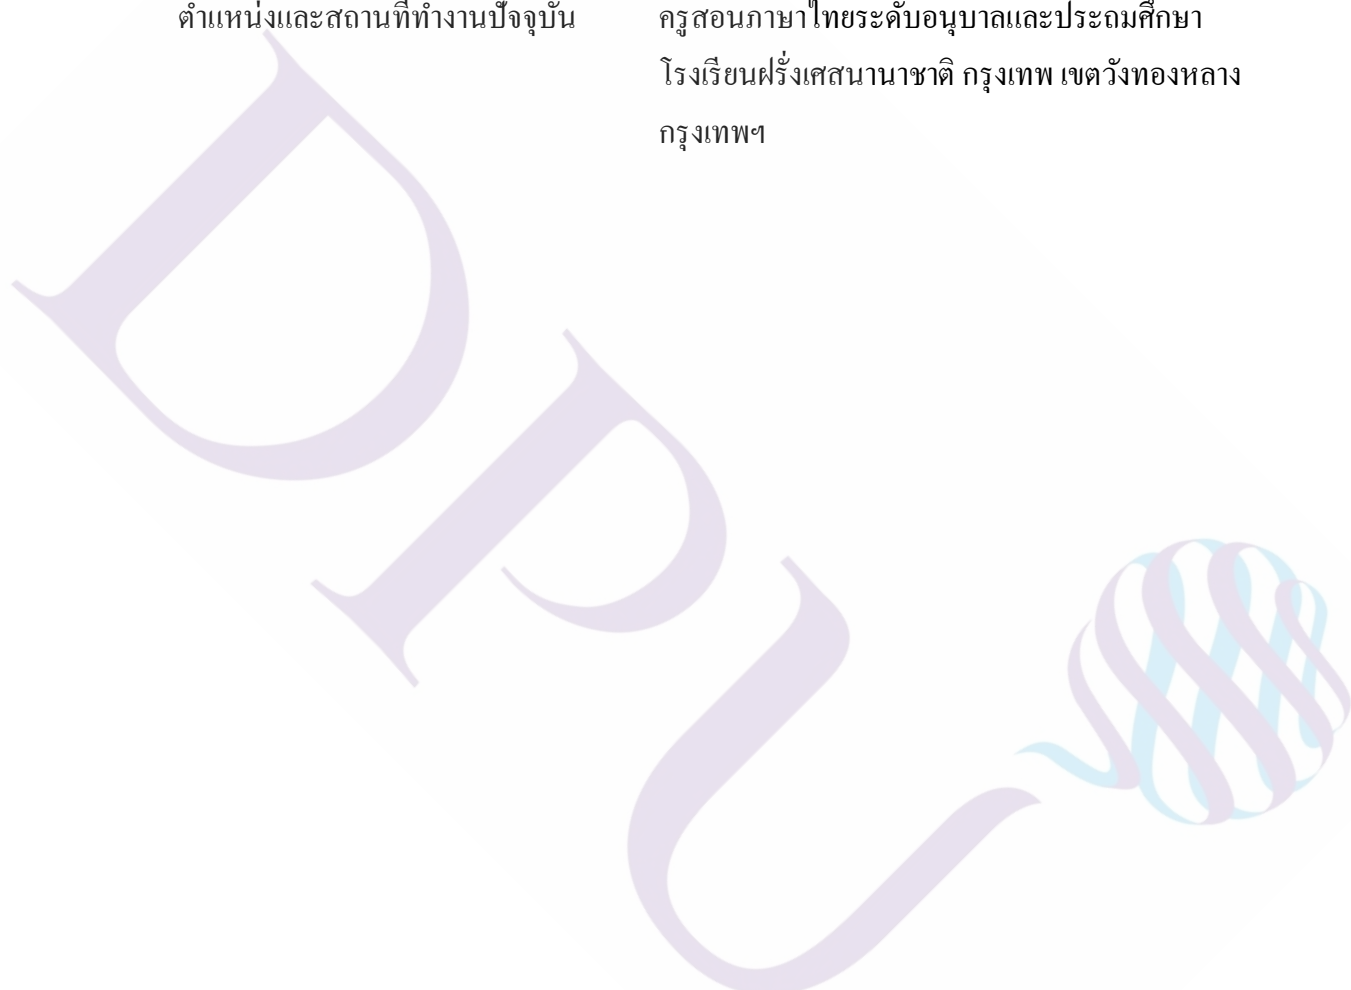 ตำแหน่งและสถานที่ทำงานปัจจุบัน ครูสอนภาษาไทยระดับอนุบาลและประถมศึกษา
โรงเรียนฝรั่งเศสนานาชาติ กรุงเทพ เขตวังทองหลาง
กรุงเทพฯ
DPU